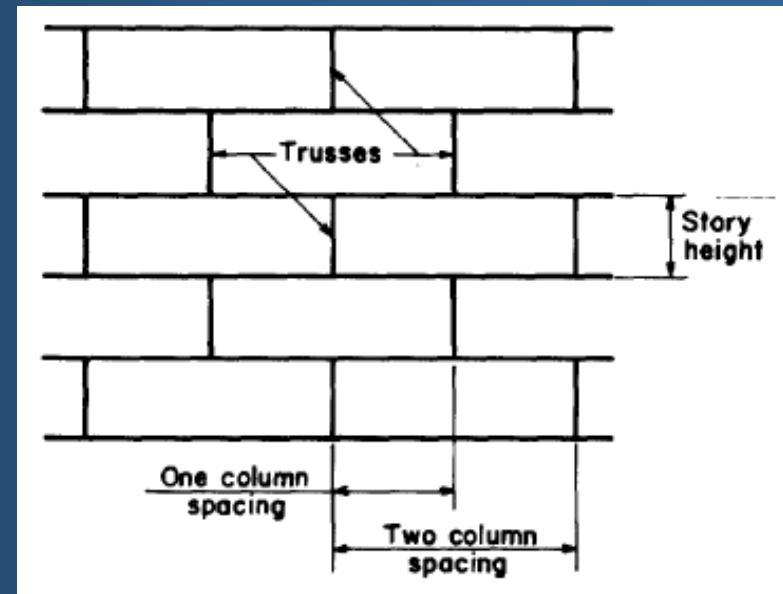 Trusses
Story
height
One column
spacing
Two column
spacing